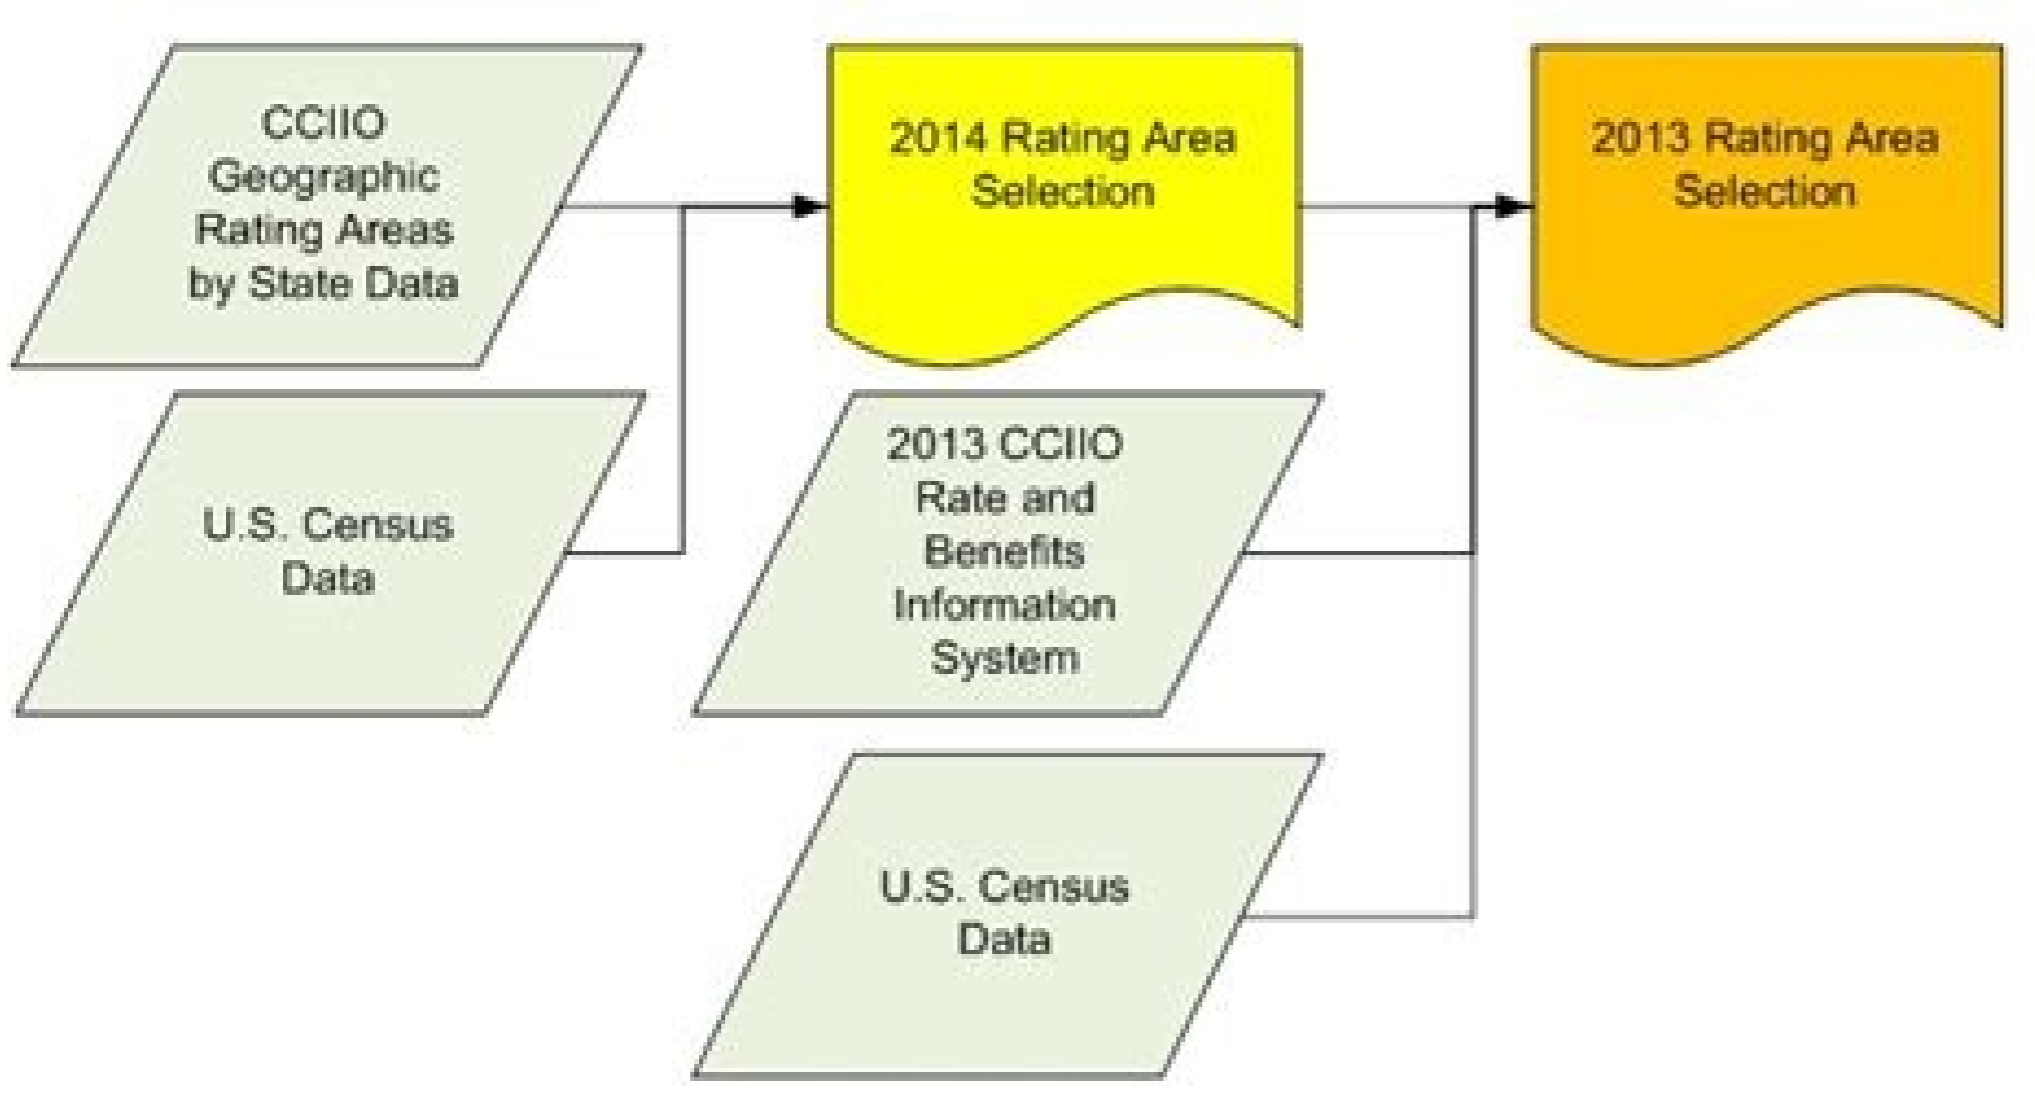 CCIIO
Geographic
Rating Areas
by State Data
2014 Rating Area
Selection
2013 Rating Area
Selection
U.S. Census
Data
2013 CCIIO
Rate and
Benefits
Information
System
U.S. Census
Data